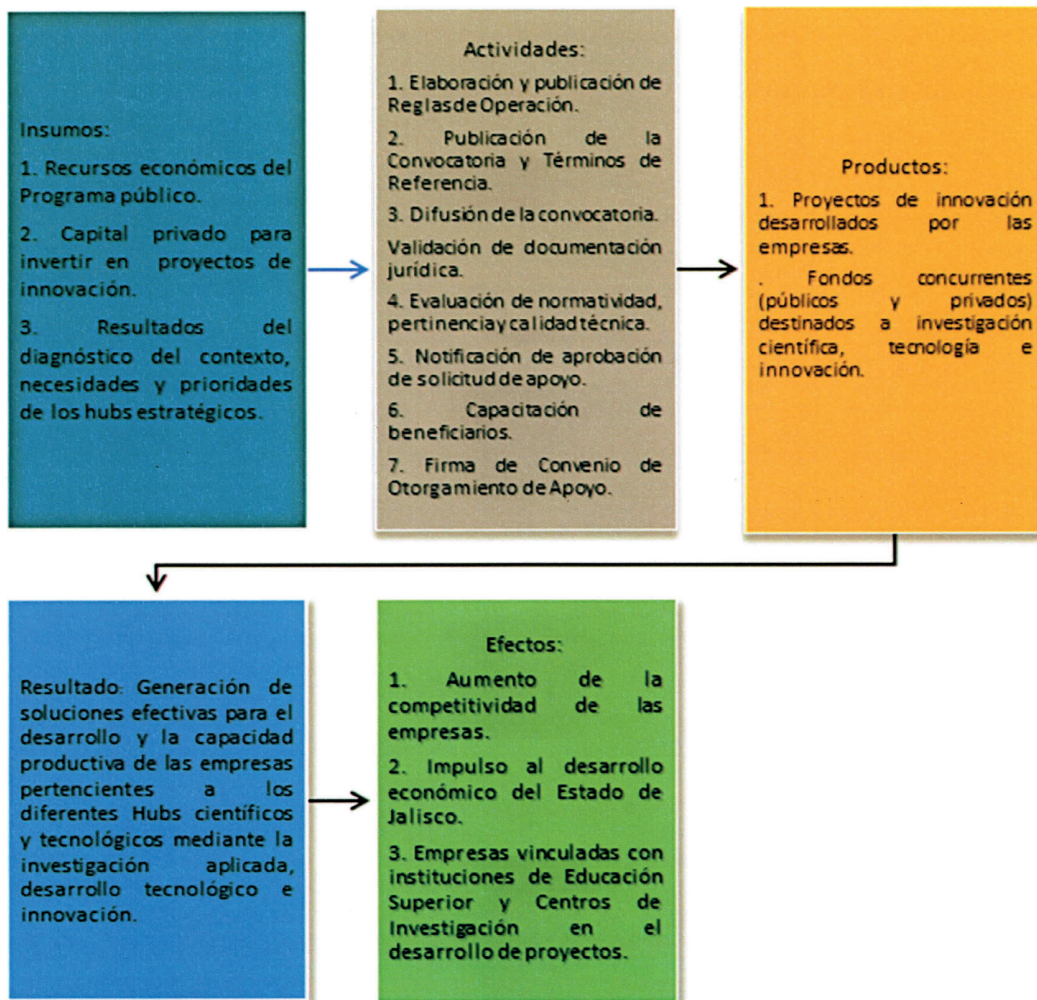 Insumos:
1. Recursos económicos del
Programa público.
2. Capital privado para
invertir en proyectos de
innovación.
3. Resultados del
diagnóstico del contexto,
necesidades y prioridades
de los hubs estratégicos.
Actividades:
1. Elaboración y publicación de
Reglas de Operación.
2. Publicación de la
Convocatoria y Términos de
Referencia.
3. Difusión de la convocatoria.
Validación de documentación
jurídica.
4. Evaluación de normatividad,
pertinencia y calidad técnica.
5. Notificación de aprobación
de solicitud de apoyo.
6. Capacitación de
beneficiarios.
7. Firma de Convenio de
Otorgamiento de Apoyo.
Productos:
1. Proyectos de innovación
desarrollados por las
empresas.
. Fondos concurrentes
(públicos y privados)
destinados a investigación
científica, tecnología e
innovación.
Resultado: Generación de
soluciones efectivas para el
desarrollo y la capacidad
productiva de las empresas
pertencientes a los
diferentes Hubs científicos
y tecnológicos mediante la
investigación aplicada,
desarrollo tecnológico e
innovación.
Efectos:
1. Aumento de la
competitividad de las
empresas.
2. Impulso al desarrollo
económico del Estado de
Jalisco.
3. Empresas vinculadas con
instituciones de Educación
Superior y Centros de
Investigación en el
desarrollo de proyectos.